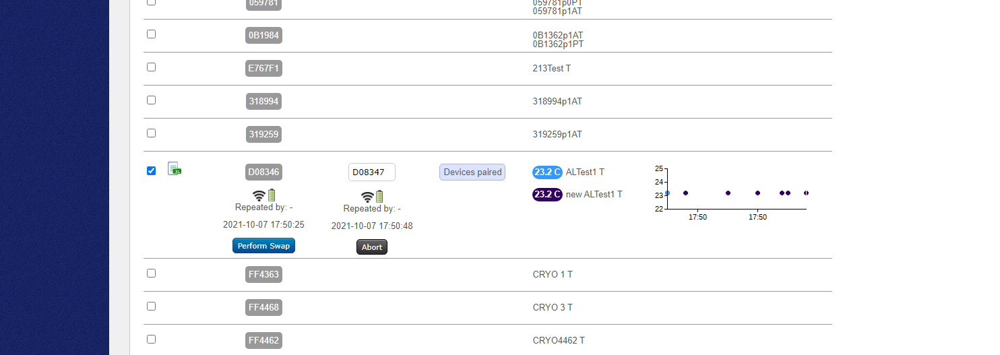 059781
059781p0PT
059781p1AT
0B1984
0B1362p1AT
0B1362p1PT
E767F1
213Test T
318994
318994p1AT
319259
319259p1AT
XL
D08346
D08347
Devices paired
23.2 C ALTest1 T
23.2 C new ALTest1 T
25
24
23
22
17:50
17:50
Repeated by: -
Repeated by: -
2021-10-07 17:50:25
2021-10-07 17:50:48
Perform Swap
Abort
FF4363
CRYO 1 T
FF4468
CRYO 3 T
FF4462
CRYO4462 T